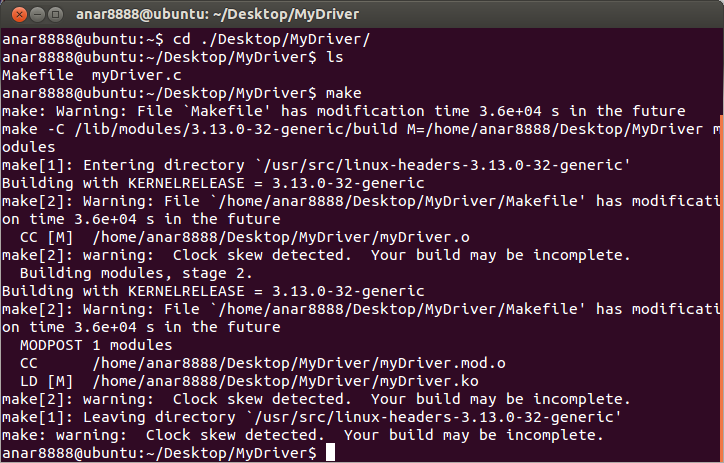 anar8888@ubuntu: ~/Desktop/MyDriver
anar8888@ubuntu:~$ cd ./Desktop/MyDriver/
anar8888@ubuntu:~/Desktop/MyDriver$ ls
Makefile  myDriver.c
anar8888@ubuntu:~/Desktop/MyDriver$ make
make: Warning: File `Makefile' has modification time 3.6e+04 s in the future
make -C /lib/modules/3.13.0-32-generic/build M=/home/anar8888/Desktop/MyDriver m
odules
make[1]: Entering directory `/usr/src/linux-headers-3.13.0-32-generic'
Building with KERNELRELEASE = 3.13.0-32-generic
make[2]: Warning: File `/home/anar8888/Desktop/MyDriver/Makefile' has modificati
on time 3.6e+04 s in the future
  CC [M]  /home/anar8888/Desktop/MyDriver/myDriver.o
make[2]: warning:  Clock skew detected.  Your build may be incomplete.
  Building modules, stage 2.
Building with KERNELRELEASE = 3.13.0-32-generic
make[2]: Warning: File `/home/anar8888/Desktop/MyDriver/Makefile' has modificati
on time 3.6e+04 s in the future
  MODPOST 1 modules
  CC      /home/anar8888/Desktop/MyDriver/myDriver.mod.o
  LD [M]  /home/anar8888/Desktop/MyDriver/myDriver.ko
make[2]: warning:  Clock skew detected.  Your build may be incomplete.
make[1]: Leaving directory `/usr/src/linux-headers-3.13.0-32-generic'
make: warning:  Clock skew detected.  Your build may be incomplete.
anar8888@ubuntu:~/Desktop/MyDriver$